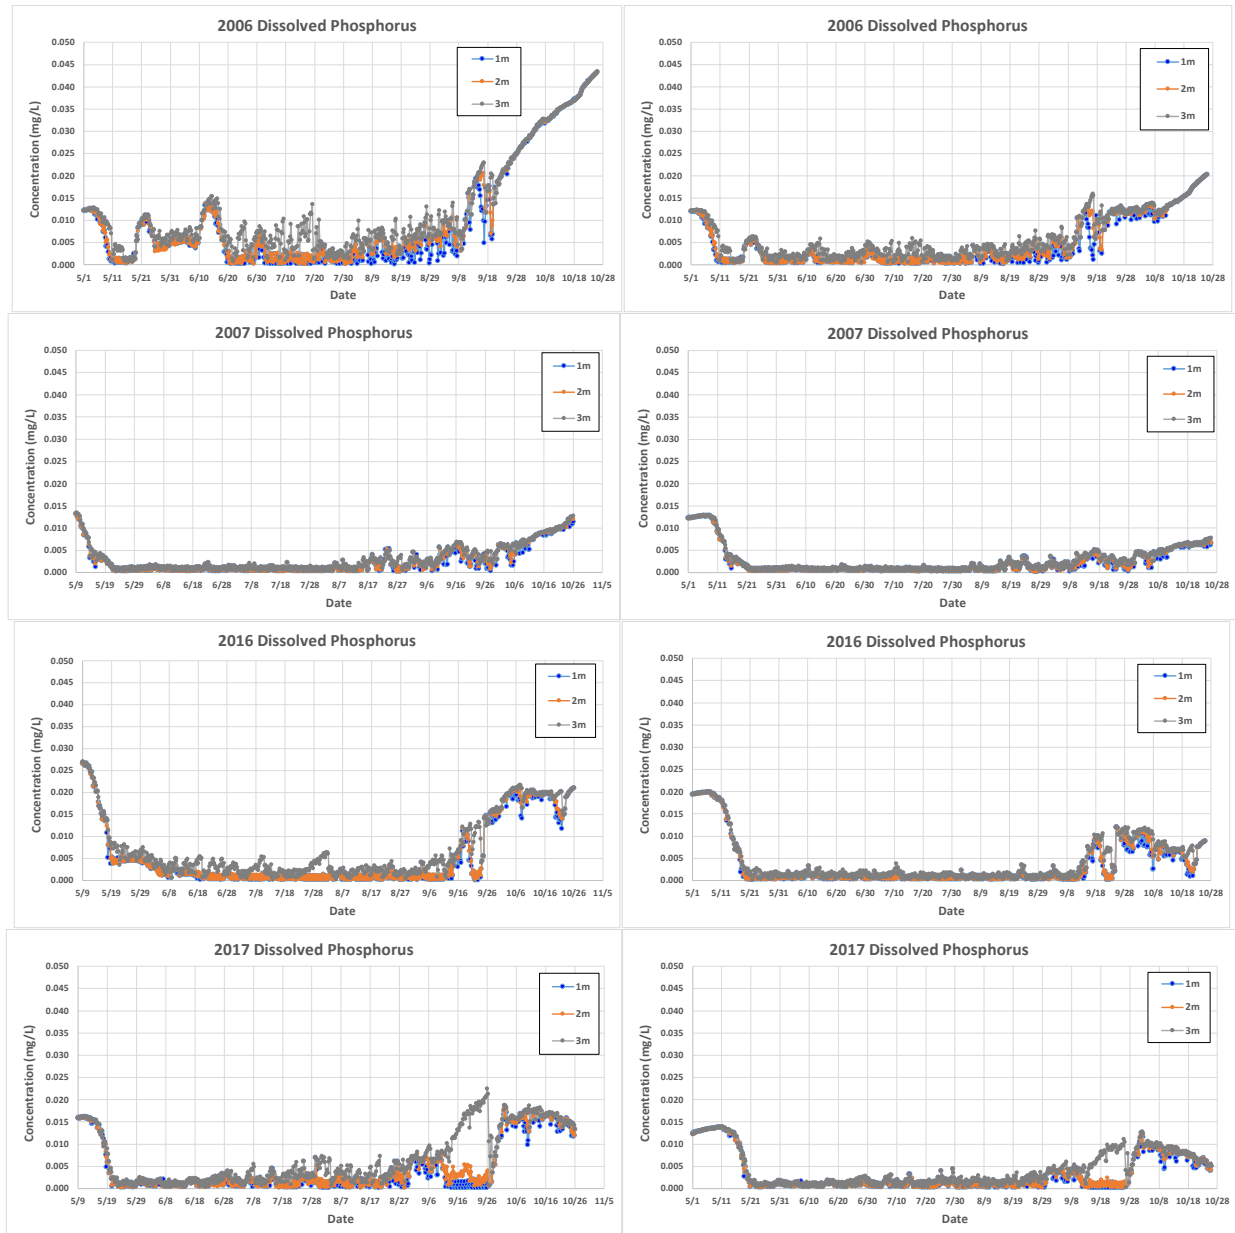 2006 Dissolved Phosphorus
Concentration (mg/L)
0.050
0.045
0.040
0.035
0.030
0.025
0.020
0.015
0.010
0.005
0.000
1m
2m
3m
5/1 5/11 5/21 5/31 6/10 6/20 6/30 7/10 7/20 7/30 8/9 8/19 8/29 9/8 9/18 9/28 10/8 10/18 10/28
Date
2006 Dissolved Phosphorus
Concentration (mg/L)
0.050
0.045
0.040
0.035
0.030
0.025
0.020
0.015
0.010
0.005
0.000
1m
2m
3m
5/1 5/11 5/21 5/31 6/10 6/20 6/30 7/10 7/20 7/30 8/9 8/19 8/29 9/8 9/18 9/28 10/8 10/18 10/28
Date
2007 Dissolved Phosphorus
Concentration (mg/L)
0.050
0.045
0.040
0.035
0.030
0.025
0.020
0.015
0.010
0.005
0.000
1m
2m
3m
5/9 5/19 5/29 6/8 6/18 6/28 7/8 7/18 7/28 8/7 8/17 8/27 9/6 9/16 9/26 10/6 10/16 10/26 11/5
Date
2007 Dissolved Phosphorus
Concentration (mg/L)
0.050
0.045
0.040
0.035
0.030
0.025
0.020
0.015
0.010
0.005
0.000
1m
2m
3m
5/1 5/11 5/21 5/31 6/10 6/20 6/30 7/10 7/20 7/30 8/9 8/19 8/29 9/8 9/18 9/28 10/8 10/18 10/28
Date
2016 Dissolved Phosphorus
Concentration (mg/L)
0.050
0.045
0.040
0.035
0.030
0.025
0.020
0.015
0.010
0.005
0.000
1m
2m
3m
5/9 5/19 5/29 6/8 6/18 6/28 7/8 7/18 7/28 8/7 8/17 8/27 9/6 9/16 9/26 10/6 10/16 10/26 11/5
Date
2016 Dissolved Phosphorus
Concentration (mg/L)
0.050
0.045
0.040
0.035
0.030
0.025
0.020
0.015
0.010
0.005
0.000
1m
2m
3m
5/1 5/11 5/21 5/31 6/10 6/20 6/30 7/10 7/20 7/30 8/9 8/19 8/29 9/8 9/18 9/28 10/8 10/18 10/28
Date
2017 Dissolved Phosphorus
Concentration (mg/L)
0.050
0.045
0.040
0.035
0.030
0.025
0.020
0.015
0.010
0.005
0.000
1m
2m
3m
5/9 5/19 5/29 6/8 6/18 6/28 7/8 7/18 7/28 8/7 8/17 8/27 9/6 9/16 9/26 10/6 10/16 10/26 11/5
Date
2017 Dissolved Phosphorus
Concentration (mg/L)
0.050
0.045
0.040
0.035
0.030
0.025
0.020
0.015
0.010
0.005
0.000
1m
2m
3m
5/1 5/11 5/21 5/31 6/10 6/20 6/30 7/10 7/20 7/30 8/9 8/19 8/29 9/8 9/18 9/28 10/8 10/18 10/28
Date